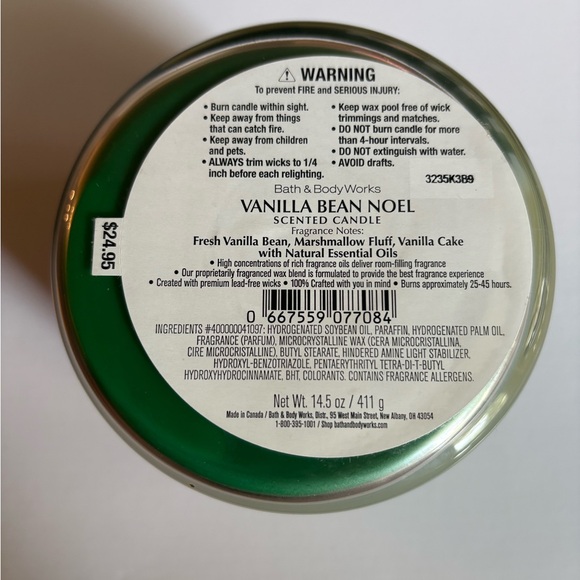 ⚠ WARNING
To prevent FIRE and SERIOUS INJURY:
• Burn candle within sight.
• Keep away from things
that can catch fire.
• Keep away from children
and pets.
• ALWAYS trim wicks to 1/4
inch before each relighting.
• Keep wax pool free of wick
trimmings and matches.
• DO NOT burn candle for more
than 4-hour intervals.
• DO NOT extinguish with water.
• AVOID drafts.
3235K3B9
Bath & Body Works
VANILLA BEAN NOEL
SCENTED CANDLE
Fragrance Notes:
Fresh Vanilla Bean, Marshmallow Fluff, Vanilla Cake
with Natural Essential Oils
• High concentrations of rich fragrance oils deliver room-filling fragrance
• Our proprietarily fragranced wax blend is formulated to provide the best fragrance experience
• Created with premium lead-free wicks • 100% Crafted with you in mind • Burns approximately 25-45 hours.
0 667559 077084
INGREDIENTS #400000041097: HYDROGENATED SOYBEAN OIL, PARAFFIN, HYDROGENATED PALM OIL,
FRAGRANCE (PARFUM), MICROCRYSTALLINE WAX (CERA MICROCRISTALLINA,
CIRE MICROCRISTALLINE), BUTYL STEARATE, HINDERED AMINE LIGHT STABILIZER,
HYDROXYL-BENZOTRIAZOLE, PENTAERYTHRITYL TETRA-DI-T-BUTYL
HYDROXYHYDROCINNAMATE, BHT, COLORANTS. CONTAINS FRAGRANCE ALLERGENS.
Net Wt. 14.5 oz / 411 g
Made in Canada / Bath & Body Works, Distr., 95 West Main Street, New Albany, OH 43054
1-800-395-1001 / Shop bathandbodyworks.com
$24.95